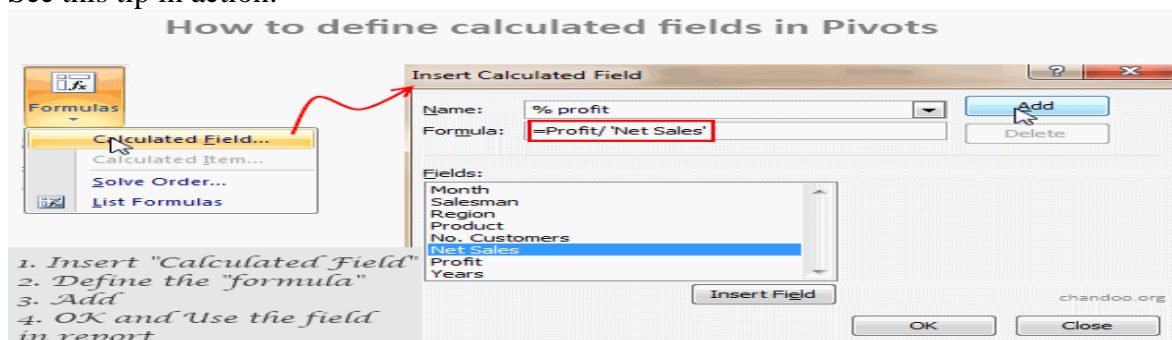 How to define calculated fields in Pivots
Formulas
Calculated Field...
Calculated Item...
Solve Order...
List Formulas
Insert Calculated Field
Name:
% profit
Add
Formula:
=Profit/ 'Net Sales'
Delete
Fields:
Month
Salesman
Region
Product
No. Customers
Net Sales
Profit
Years
Insert Field
OK
Close
1. Insert "Calculated Field"
2. Define the "formula"
3. Add
4. OK and Use the field
in report
chandoo.org